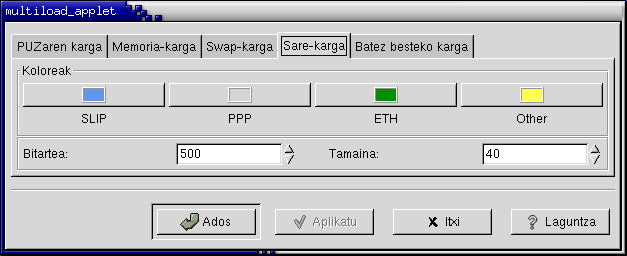 multiload_applet
PUZaren karga Memoria-karga Swap-karga Sare-karga Batez besteko karga
Koloreak
SLIP PPP ETH Other
Bitartea: 500 Tamaina: 40
Ados Aplikatu Itxi Laguntza